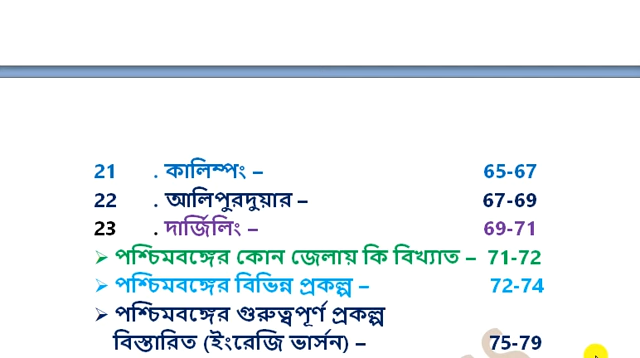 21 . কালিম্পং – 65-67
22 . আলিপুরদুয়ার – 67-69
23 . দার্জিলিং – 69-71
➢ পশ্চিমবঙ্গের কোন জেলায় কি বিখ্যাত – 71-72
➢ পশ্চিমবঙ্গের বিভিন্ন প্রকল্প – 72-74
➢ পশ্চিমবঙ্গের গুরুত্বপূর্ণ প্রকল্প
বিস্তারিত (ইংরেজি ভার্সন) – 75-79